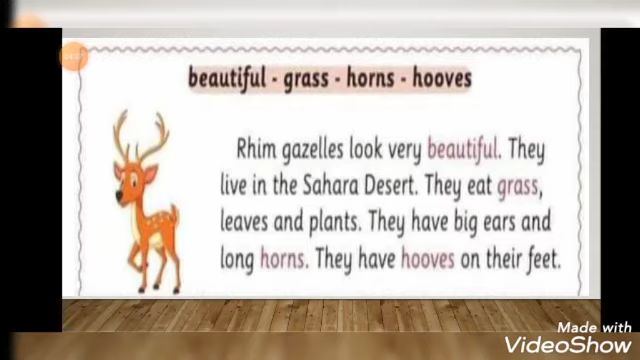 beautiful - grass - horns - hooves
Rhim gazelles look very beautiful. They
live in the Sahara Desert. They eat grass,
leaves and plants. They have big ears and
long horns. They have hooves on their feet.
Made with
VideoShow